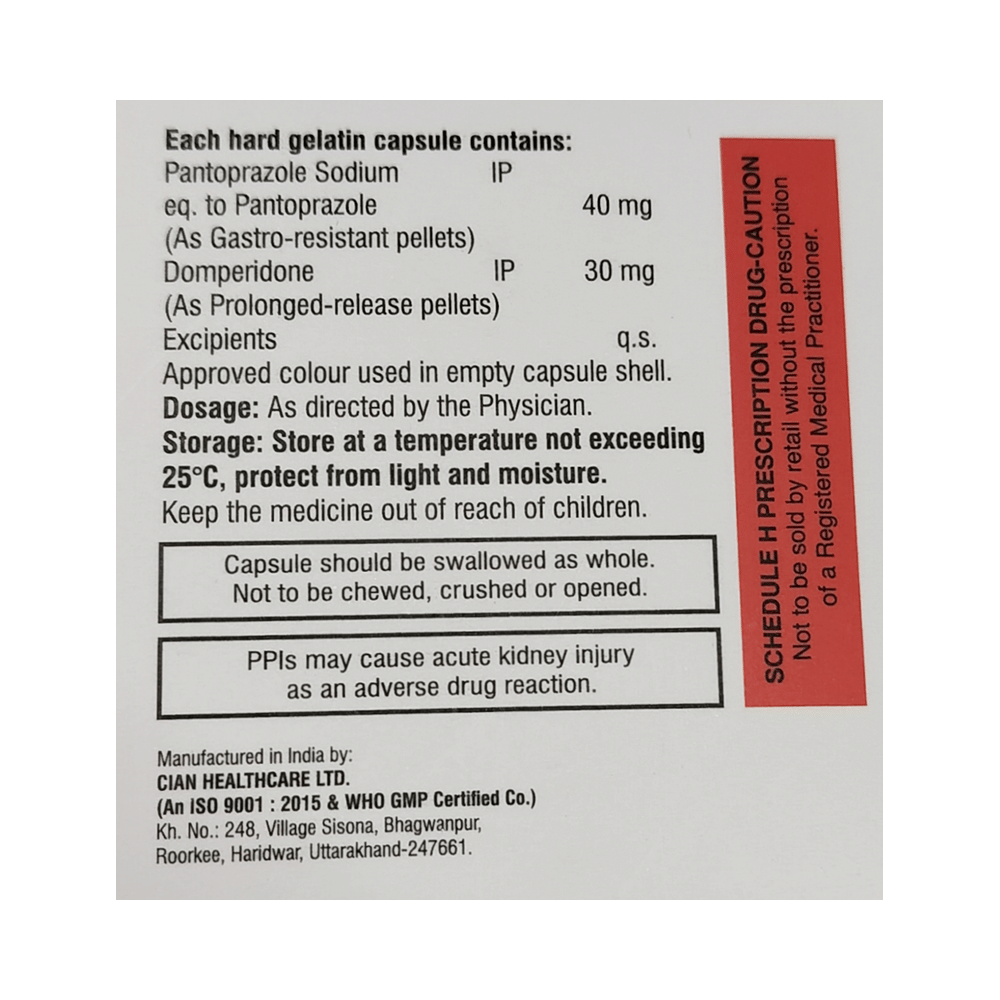 Each hard gelatin capsule contains:
Pantoprazole Sodium IP
eq. to Pantoprazole 40 mg
(As Gastro-resistant pellets)
Domperidone IP 30 mg
(As Prolonged-release pellets)
Excipients q.s.
Approved colour used in empty capsule shell.
Dosage: As directed by the Physician.
Storage: Store at a temperature not exceeding
25°C, protect from light and moisture.
Keep the medicine out of reach of children.
Capsule should be swallowed as whole.
Not to be chewed, crushed or opened.
PPIs may cause acute kidney injury
as an adverse drug reaction.
Manufactured in India by:
CIAN HEALTHCARE LTD.
(An ISO 9001 : 2015 & WHO GMP Certified Co.)
Kh. No.: 248, Village Sisona, Bhagwanpur,
Roorkee, Haridwar, Uttarakhand-247661.
SCHEDULE H PRESCRIPTION DRUG-CAUTION
Not to be sold by retail without the prescription
of a Registered Medical Practitioner.